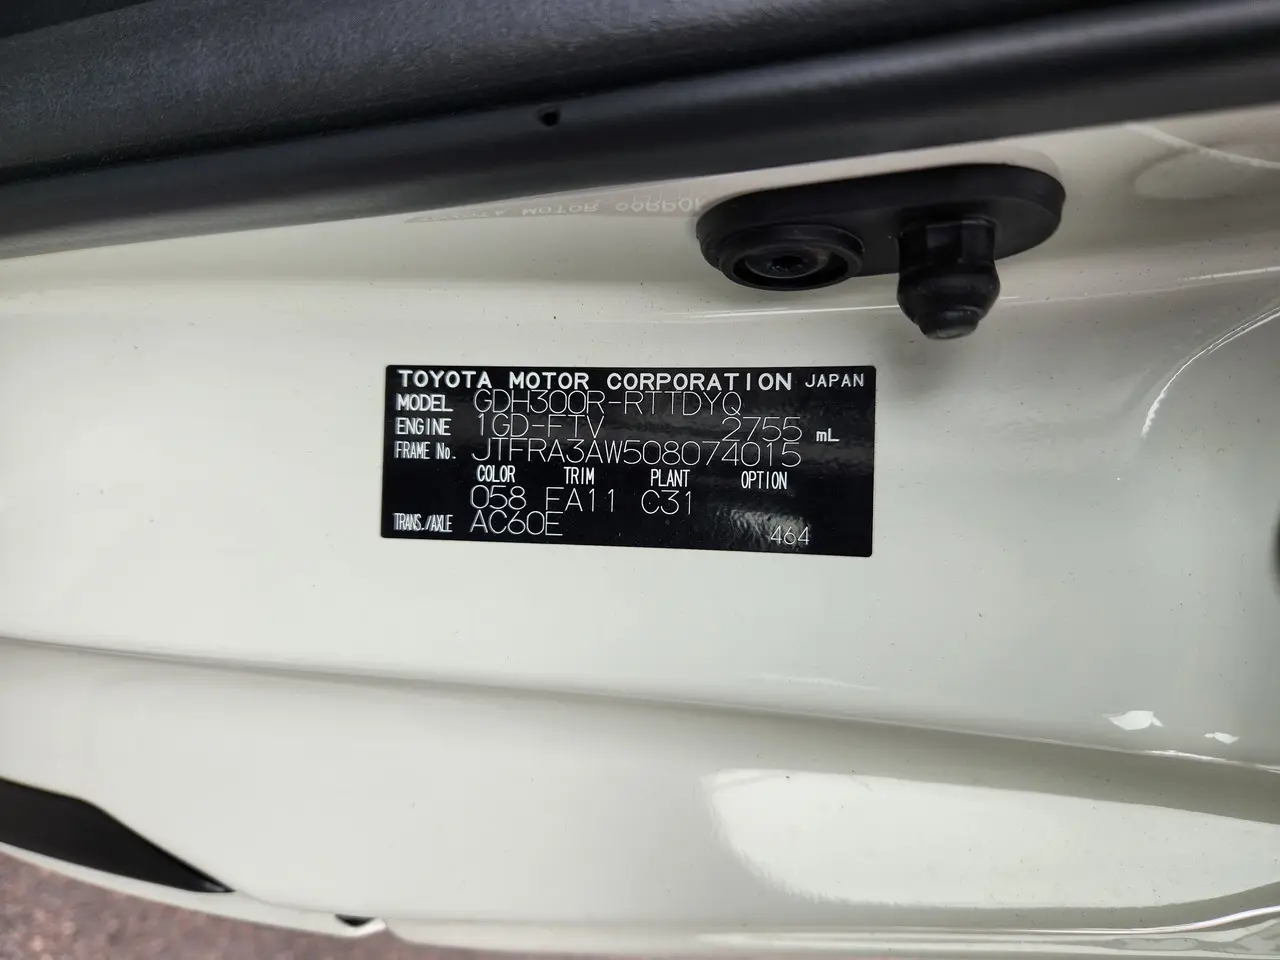 TOYOTA MOTOR CORPORATION JAPAN
MODEL GDH300R-RTTDYQ
ENGINE 1GD-FTV 2755 mL
FRAME No. JTFRA3AW508074015
COLOR TRIM PLANT OPTION
058 FA11 C31
TRANS./AXLE AC60E 464